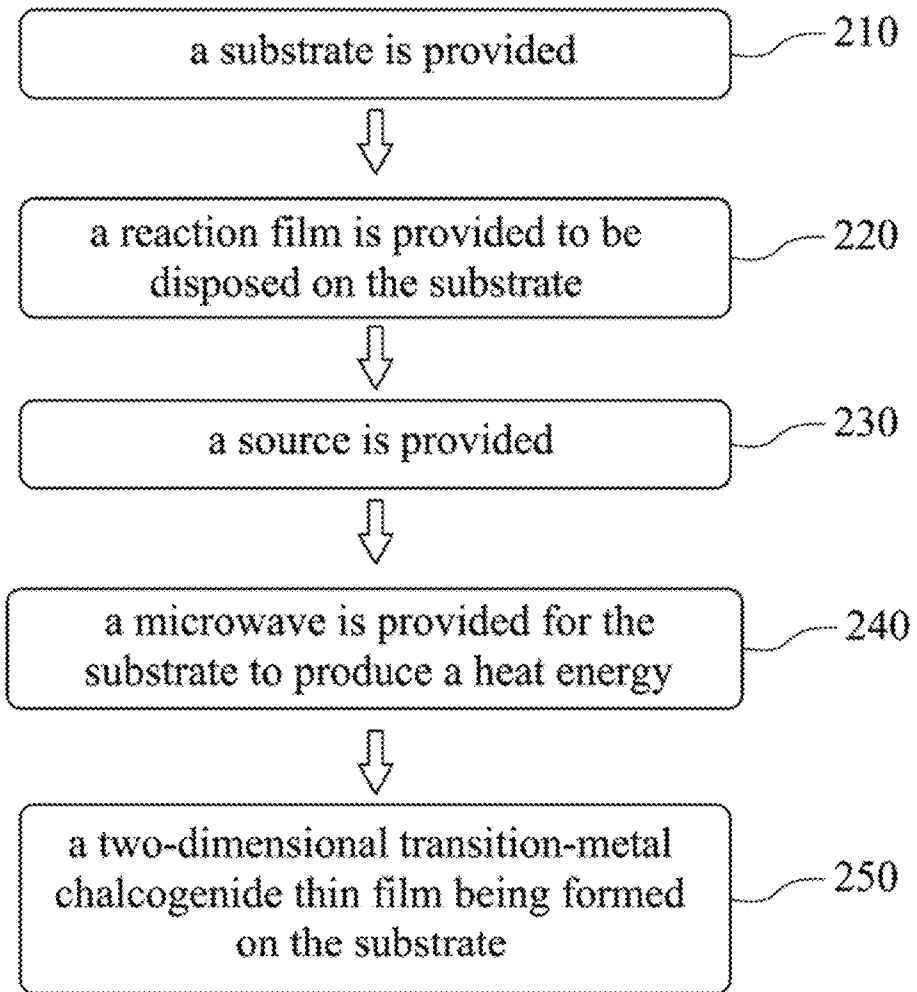 a substrate is provided
210
a reaction film is provided to be
disposed on the substrate
220
a source is provided
230
a microwave is provided for the
substrate to produce a heat energy
240
a two-dimensional transition-metal
chalcogenide thin film being formed
on the substrate
250